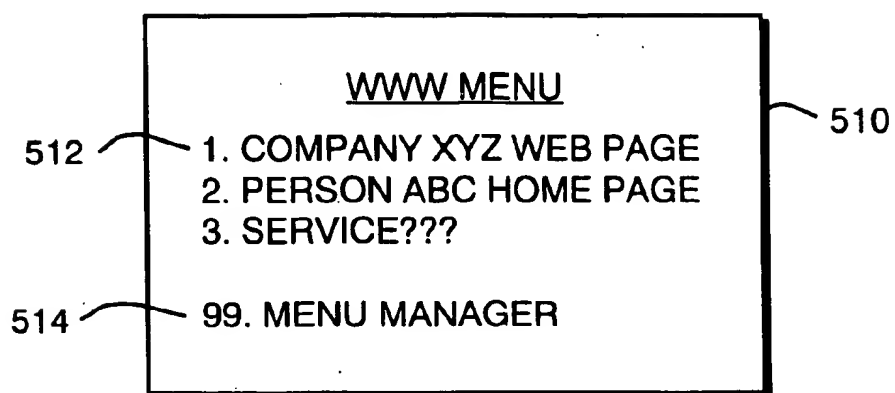 WWW MENU
510
512
1. COMPANY XYZ WEB PAGE
2. PERSON ABC HOME PAGE
3. SERVICE???
514
99. MENU MANAGER